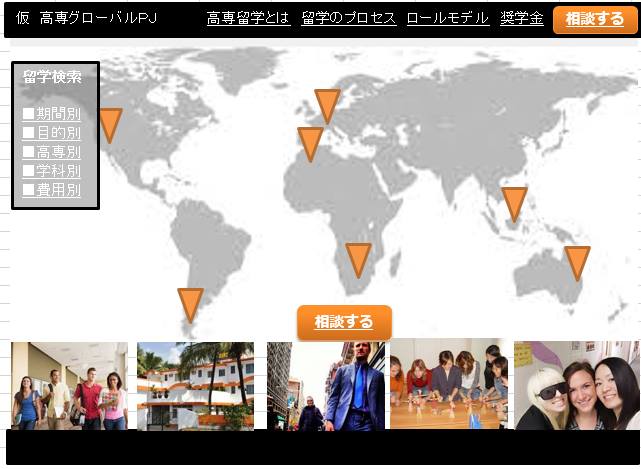 仮 高専グローバルPJ 高専留学とは 留学のプロセス ロールモデル 奨学金 相談する
留学検索
■期間別
■目的別
■高専別
■学科別
■費用別
相談する